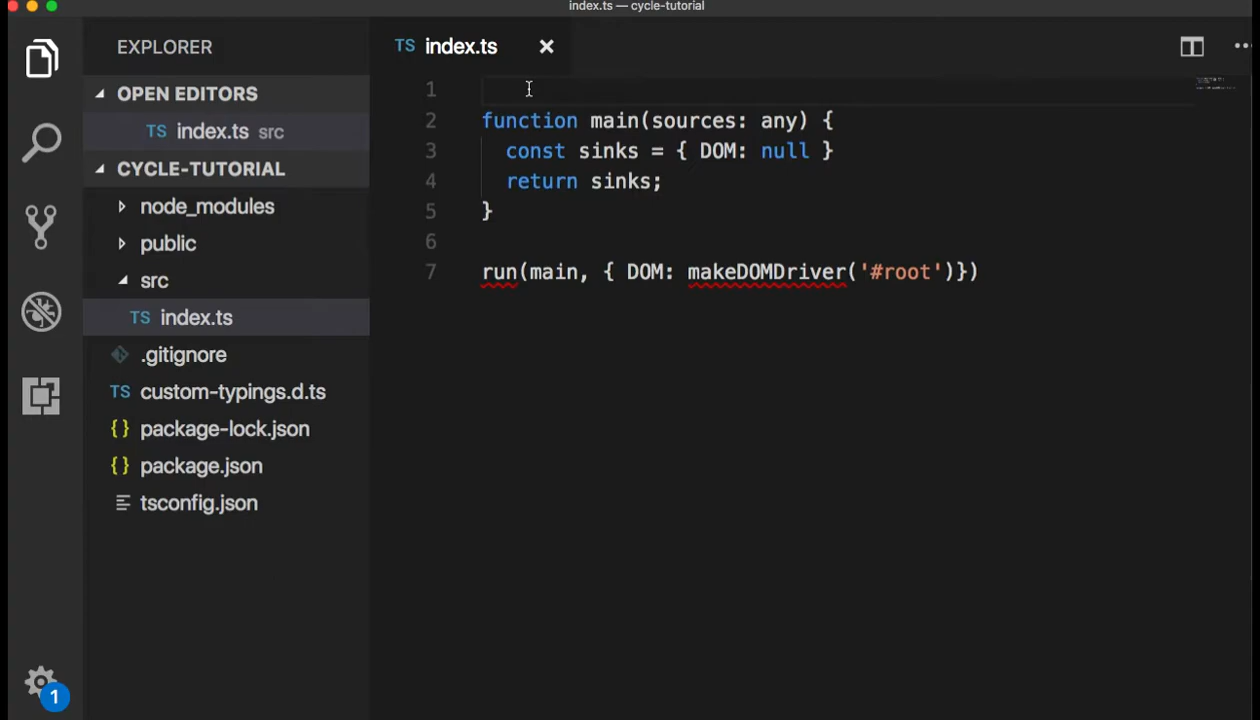 index.ts — cycle-tutorial
EXPLORER
OPEN EDITORS
TS index.ts src
CYCLE-TUTORIAL
node_modules
public
src
TS index.ts
.gitignore
TS custom-typings.d.ts
{} package-lock.json
{} package.json
tsconfig.json
1
TS index.ts
1
2 function main(sources: any) {
3 const sinks = { DOM: null }
4 return sinks;
5 }
6
7 run(main, { DOM: makeDOMDriver('#root')})